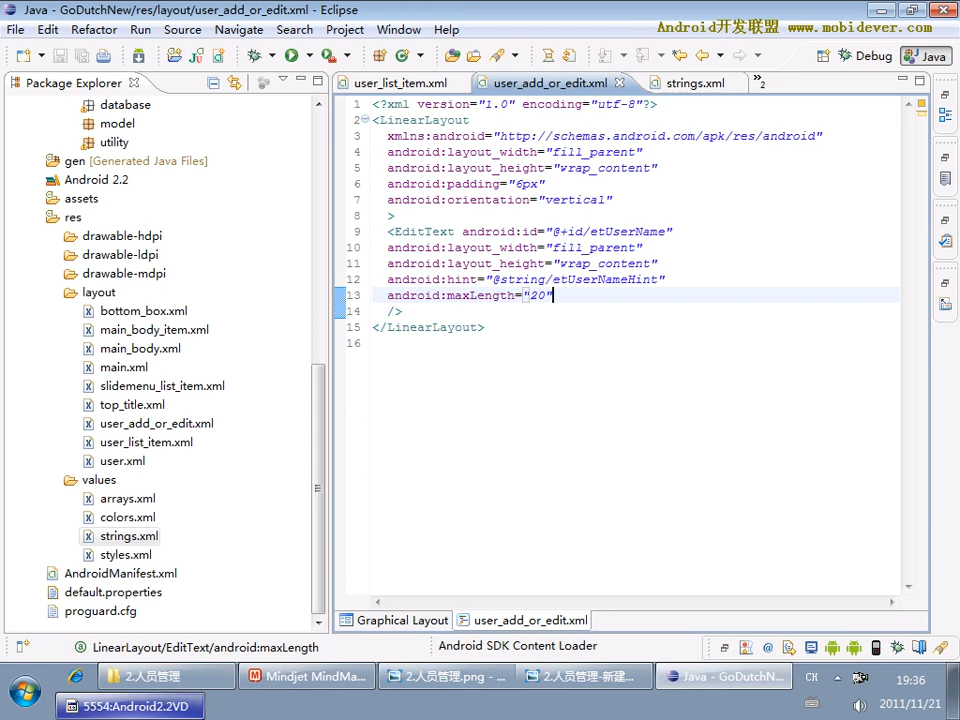 Java - GoDutchNew/res/layout/user_add_or_edit.xml - Eclipse
File Edit Refactor Run Source Navigate Search Project Window Help
Android开发联盟 www.mobidever.com
Debug Java
Package Explorer
user_list_item.xml user_add_or_edit.xml strings.xml »2
database
model
utility
gen [Generated Java Files]
Android 2.2
assets
res
drawable-hdpi
drawable-ldpi
drawable-mdpi
layout
bottom_box.xml
main_body_item.xml
main_body.xml
main.xml
slidemenu_list_item.xml
top_title.xml
user_add_or_edit.xml
user_list_item.xml
user.xml
values
arrays.xml
colors.xml
strings.xml
styles.xml
AndroidManifest.xml
default.properties
proguard.cfg
1 <?xml version="1.0" encoding="utf-8"?>
2 <LinearLayout
3 xmlns:android="http://schemas.android.com/apk/res/android"
4 android:layout_width="fill_parent"
5 android:layout_height="wrap_content"
6 android:padding="6px"
7 android:orientation="vertical"
8 >
9 <EditText android:id="@+id/etUserName"
10 android:layout_width="fill_parent"
11 android:layout_height="wrap_content"
12 android:hint="@string/etUserNameHint"
13 android:maxLength="20"
14 />
15 </LinearLayout>
16
Graphical Layout user_add_or_edit.xml
LinearLayout/EditText/android:maxLength
Android SDK Content Loader
2.人员管理 Mindjet MindMa... 2.人员管理.png - ... 2.人员管理-新建... Java - GoDutchN... CH 19:36
5554:Android2.2VD 2011/11/21